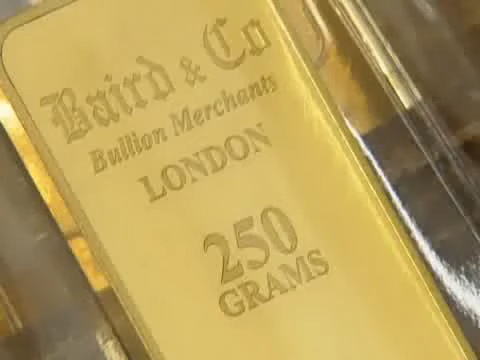 Baird & Co
Bullion Merchants
LONDON
250
GRAMS